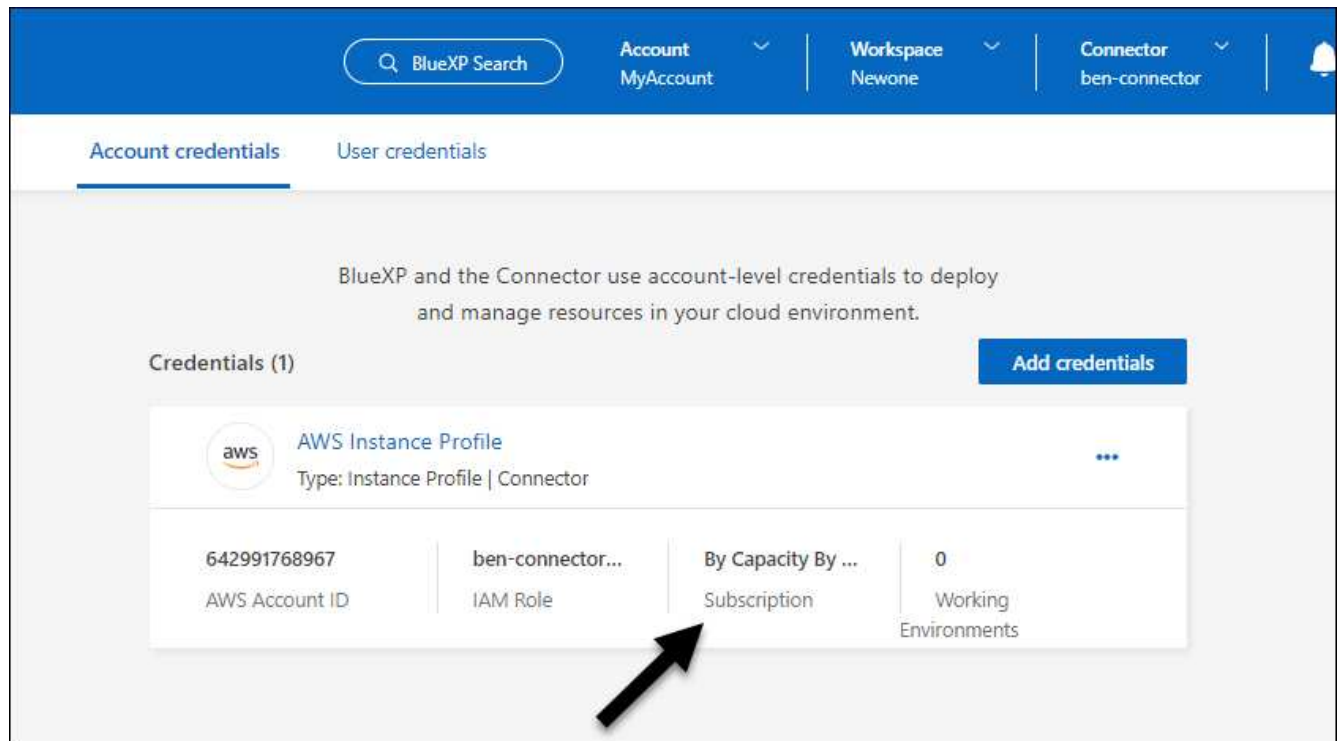 BlueXP Search
Account
MyAccount
Workspace
Newone
Connector
ben-connector
Account credentials
User credentials
BlueXP and the Connector use account-level credentials to deploy
and manage resources in your cloud environment.
Credentials (1)
Add credentials
aws
AWS Instance Profile
Type: Instance Profile | Connector
642991768967
AWS Account ID
ben-connector...
IAM Role
By Capacity By ...
Subscription
0
Working
Environments